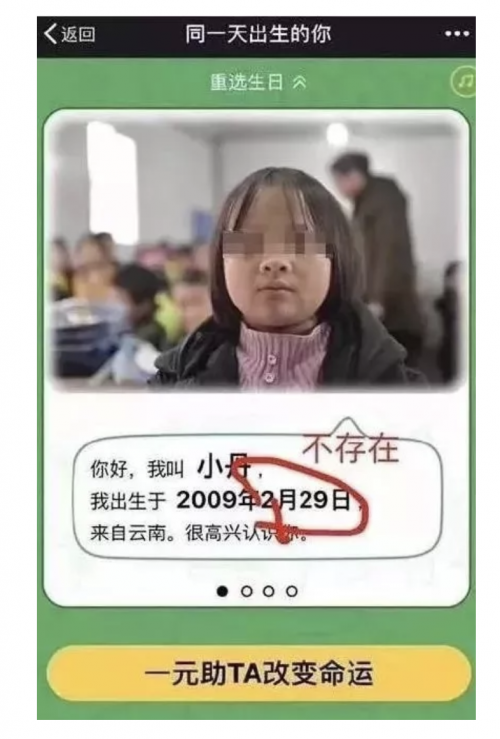 返回
同一天出生的你
重选生日
不存在
你好，我叫 小丹，
我出生于 2009年2月29日，
来自云南。很高兴认识你。
一元助TA改变命运